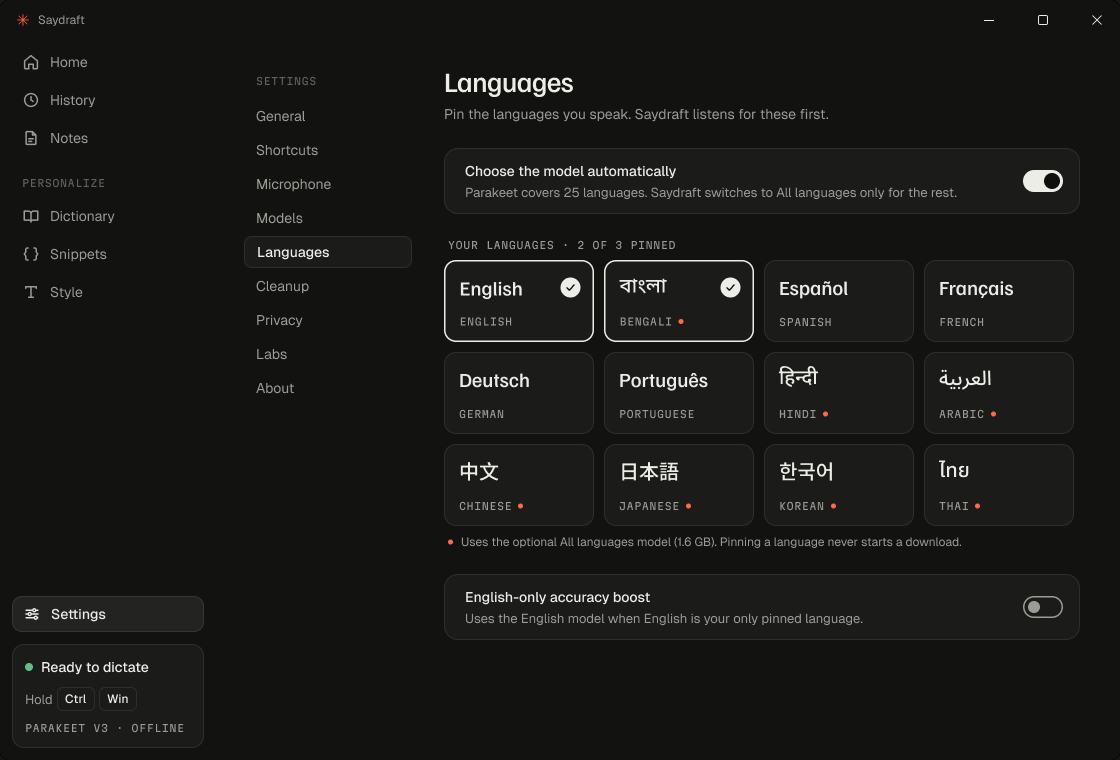 Saydraft
Home
History
Notes
PERSONALIZE
Dictionary
Snippets
Style
Settings
Ready to dictate
Hold Ctrl Win
PARAKEET V3 · OFFLINE
SETTINGS
General
Shortcuts
Microphone
Models
Languages
Cleanup
Privacy
Labs
About
Languages
Pin the languages you speak. Saydraft listens for these first.
Choose the model automatically
Parakeet covers 25 languages. Saydraft switches to All languages only for the rest.
YOUR LANGUAGES · 2 OF 3 PINNED
English
ENGLISH
বাংলা
BENGALI
Español
SPANISH
Français
FRENCH
Deutsch
GERMAN
Português
PORTUGUESE
हिन्दी
HINDI
العربية
ARABIC
中文
CHINESE
日本語
JAPANESE
한국어
KOREAN
ไทย
THAI
Uses the optional All languages model (1.6 GB). Pinning a language never starts a download.
English-only accuracy boost
Uses the English model when English is your only pinned language.